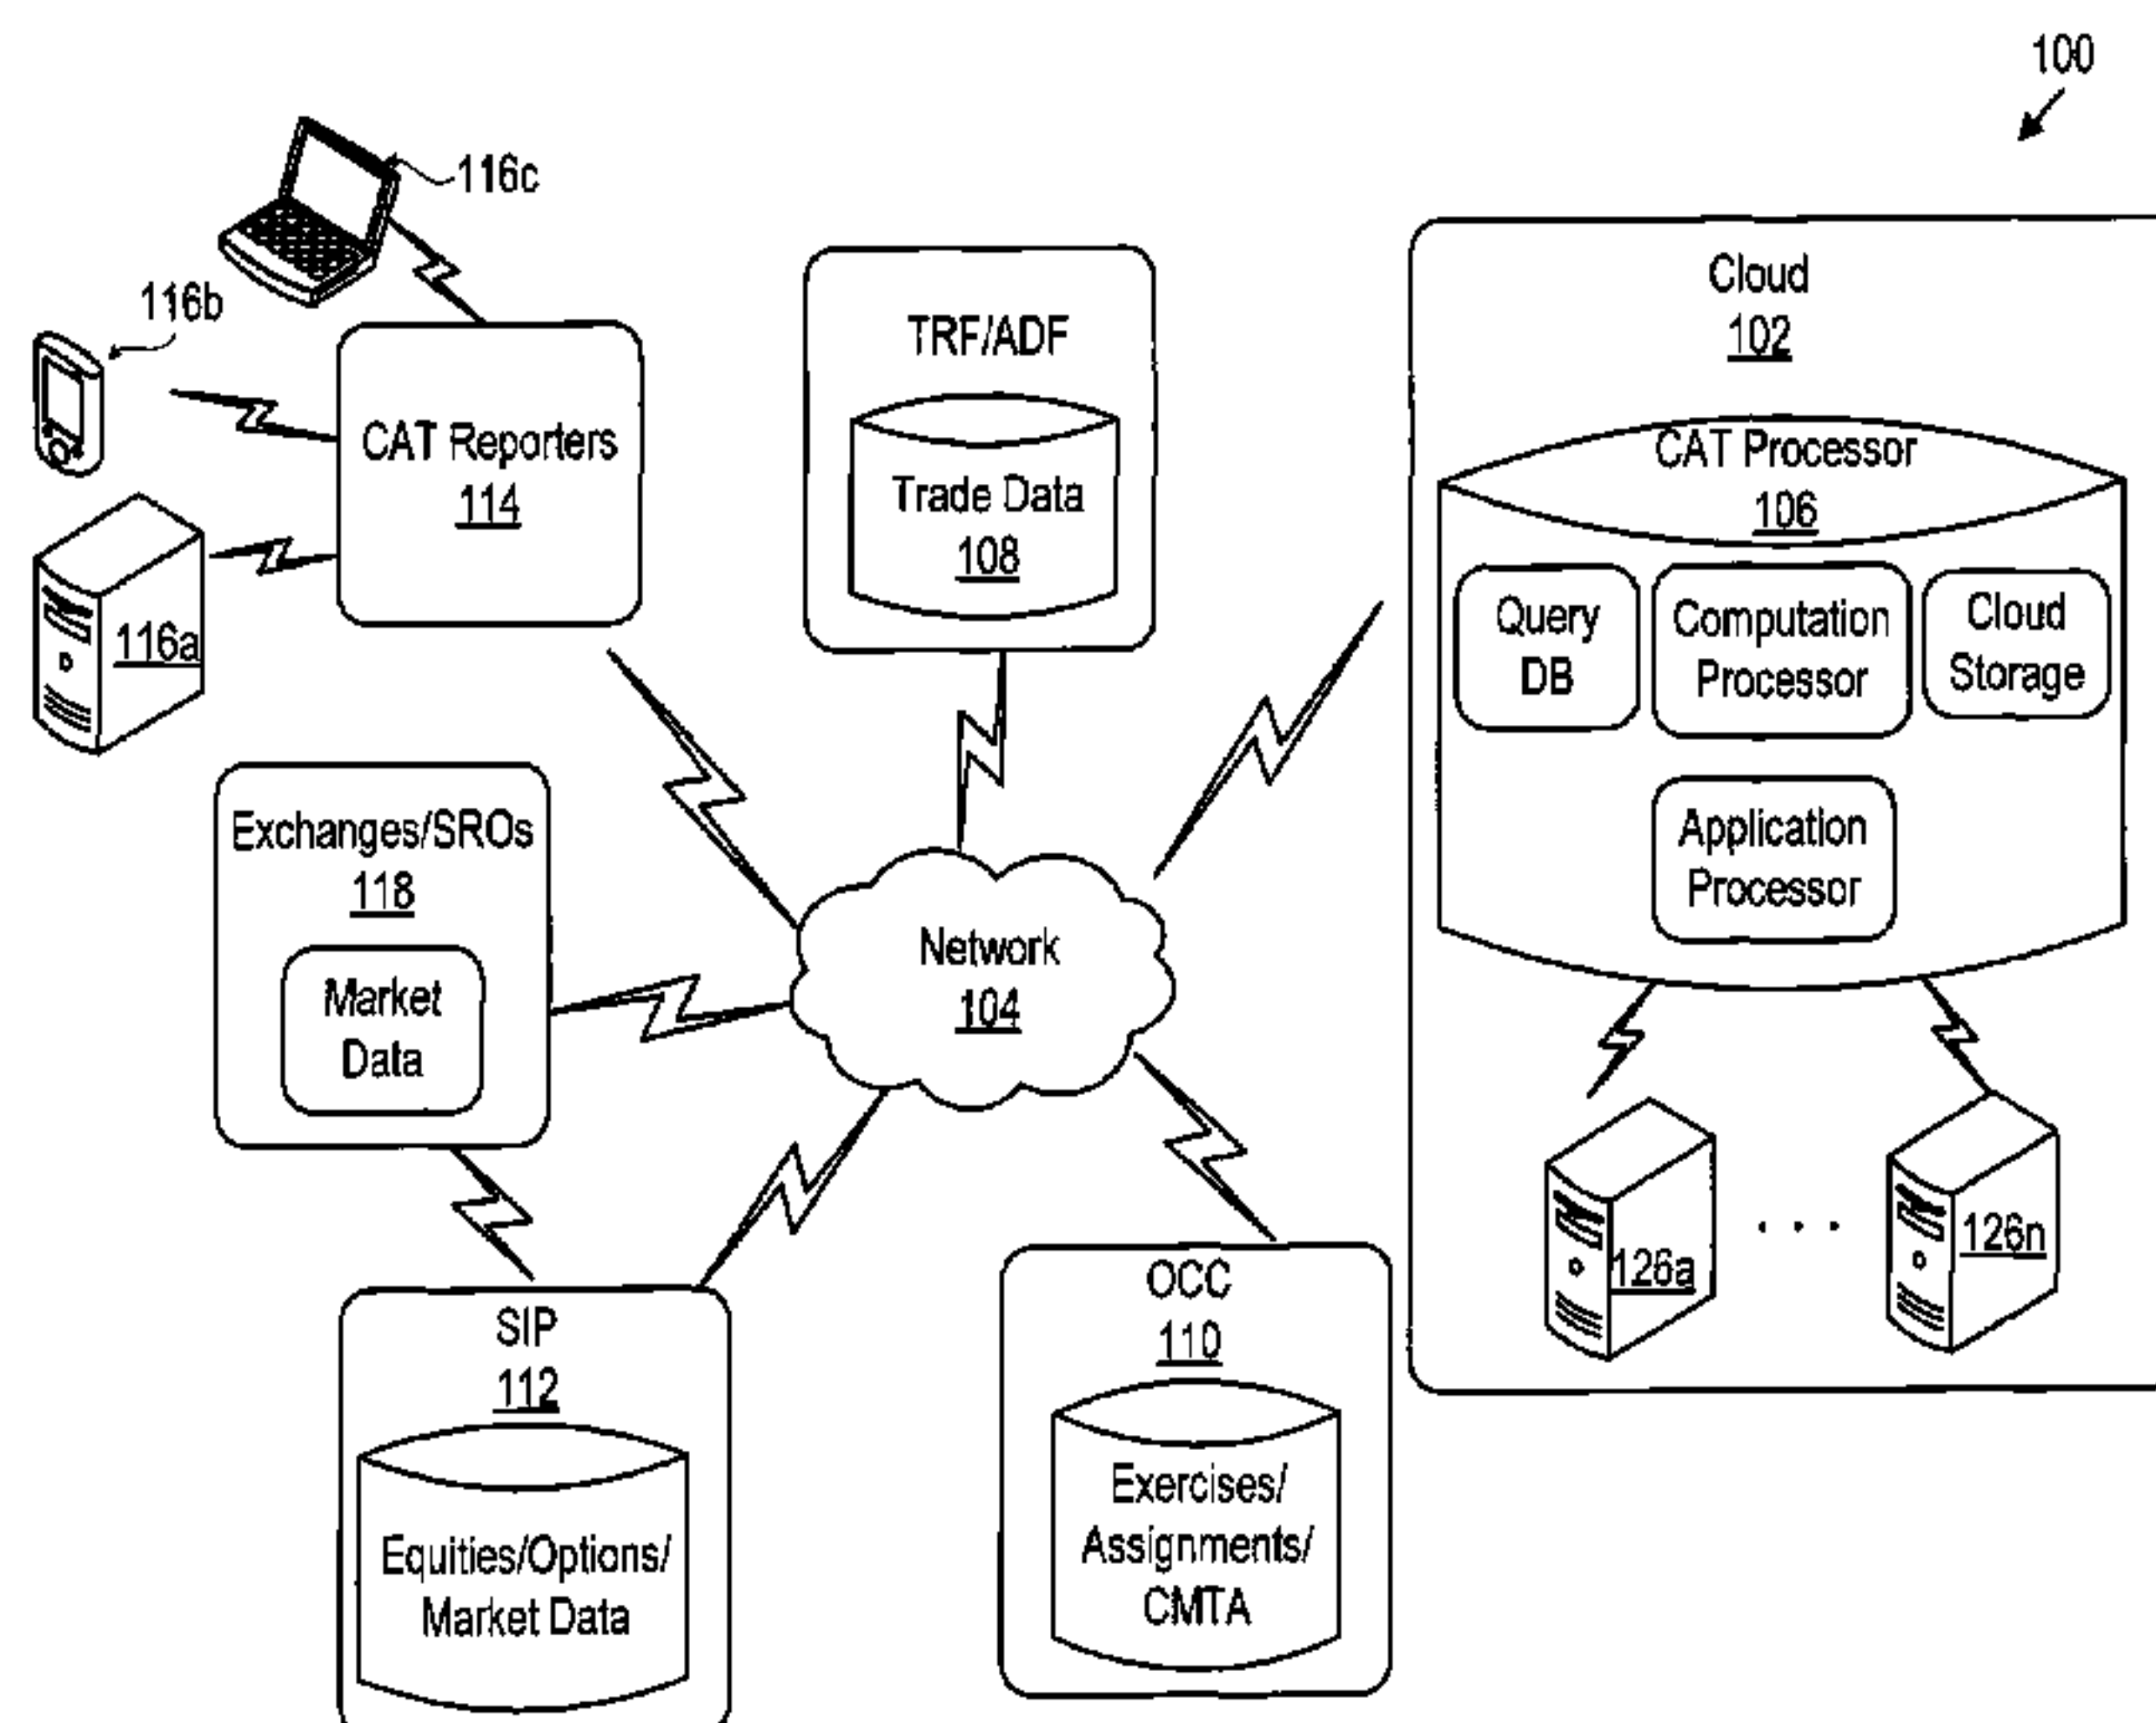 100
116c
116b
116a
CAT Reporters
114
TRF/ADF
Trade Data
108
Cloud
102
CAT Processor
106
Query
DB
Computation
Processor
Cloud
Storage
Application
Processor
126a
. . .
126n
Exchanges/SROs
118
Market
Data
Network
104
SIP
112
Equities/Options/
Market Data
OCC
110
Exercises/
Assignments/
CMTA